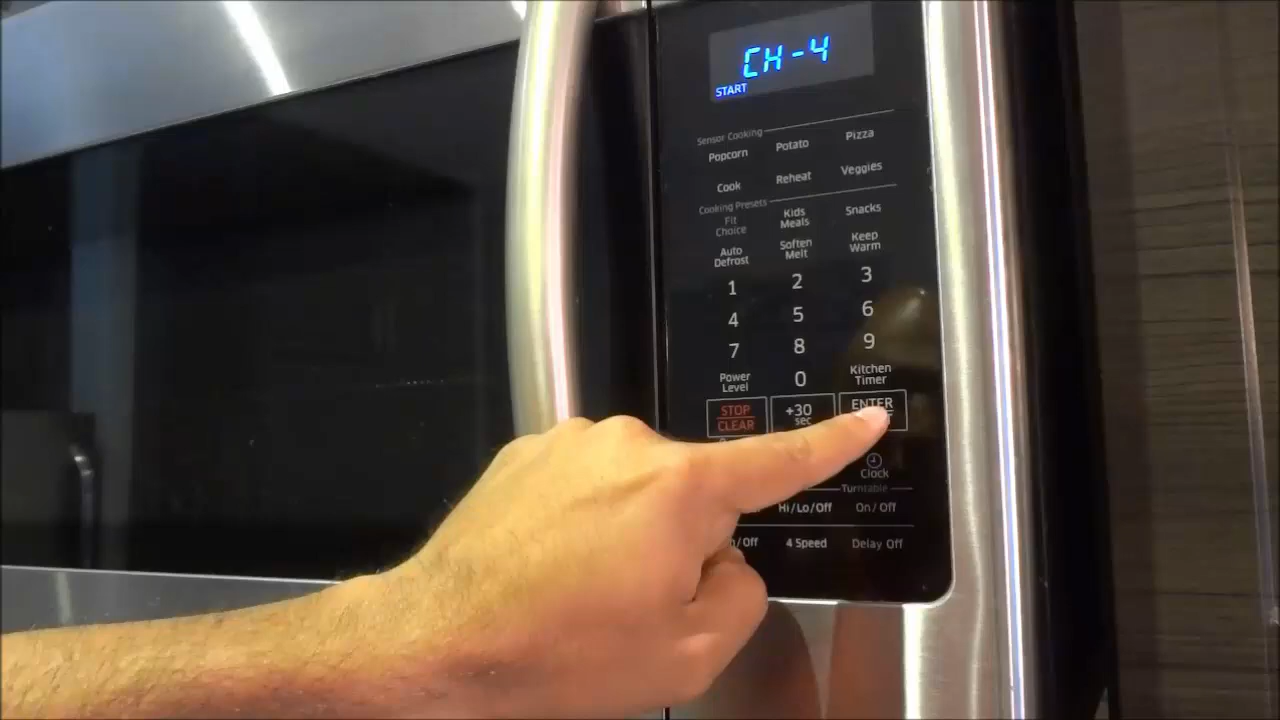 CH-4
START
Sensor Cooking
Popcorn Potato Pizza
Cook Reheat Veggies
Cooking Presets
Fit Choice Kids Meals Snacks
Auto Defrost Soften Melt Keep Warm
1 2 3
4 5 6
7 8 9
Power Level 0 Kitchen Timer
STOP CLEAR +30 sec ENTER
Clock
Turntable
Hi/Lo/Off On/Off
/Off 4 Speed Delay Off